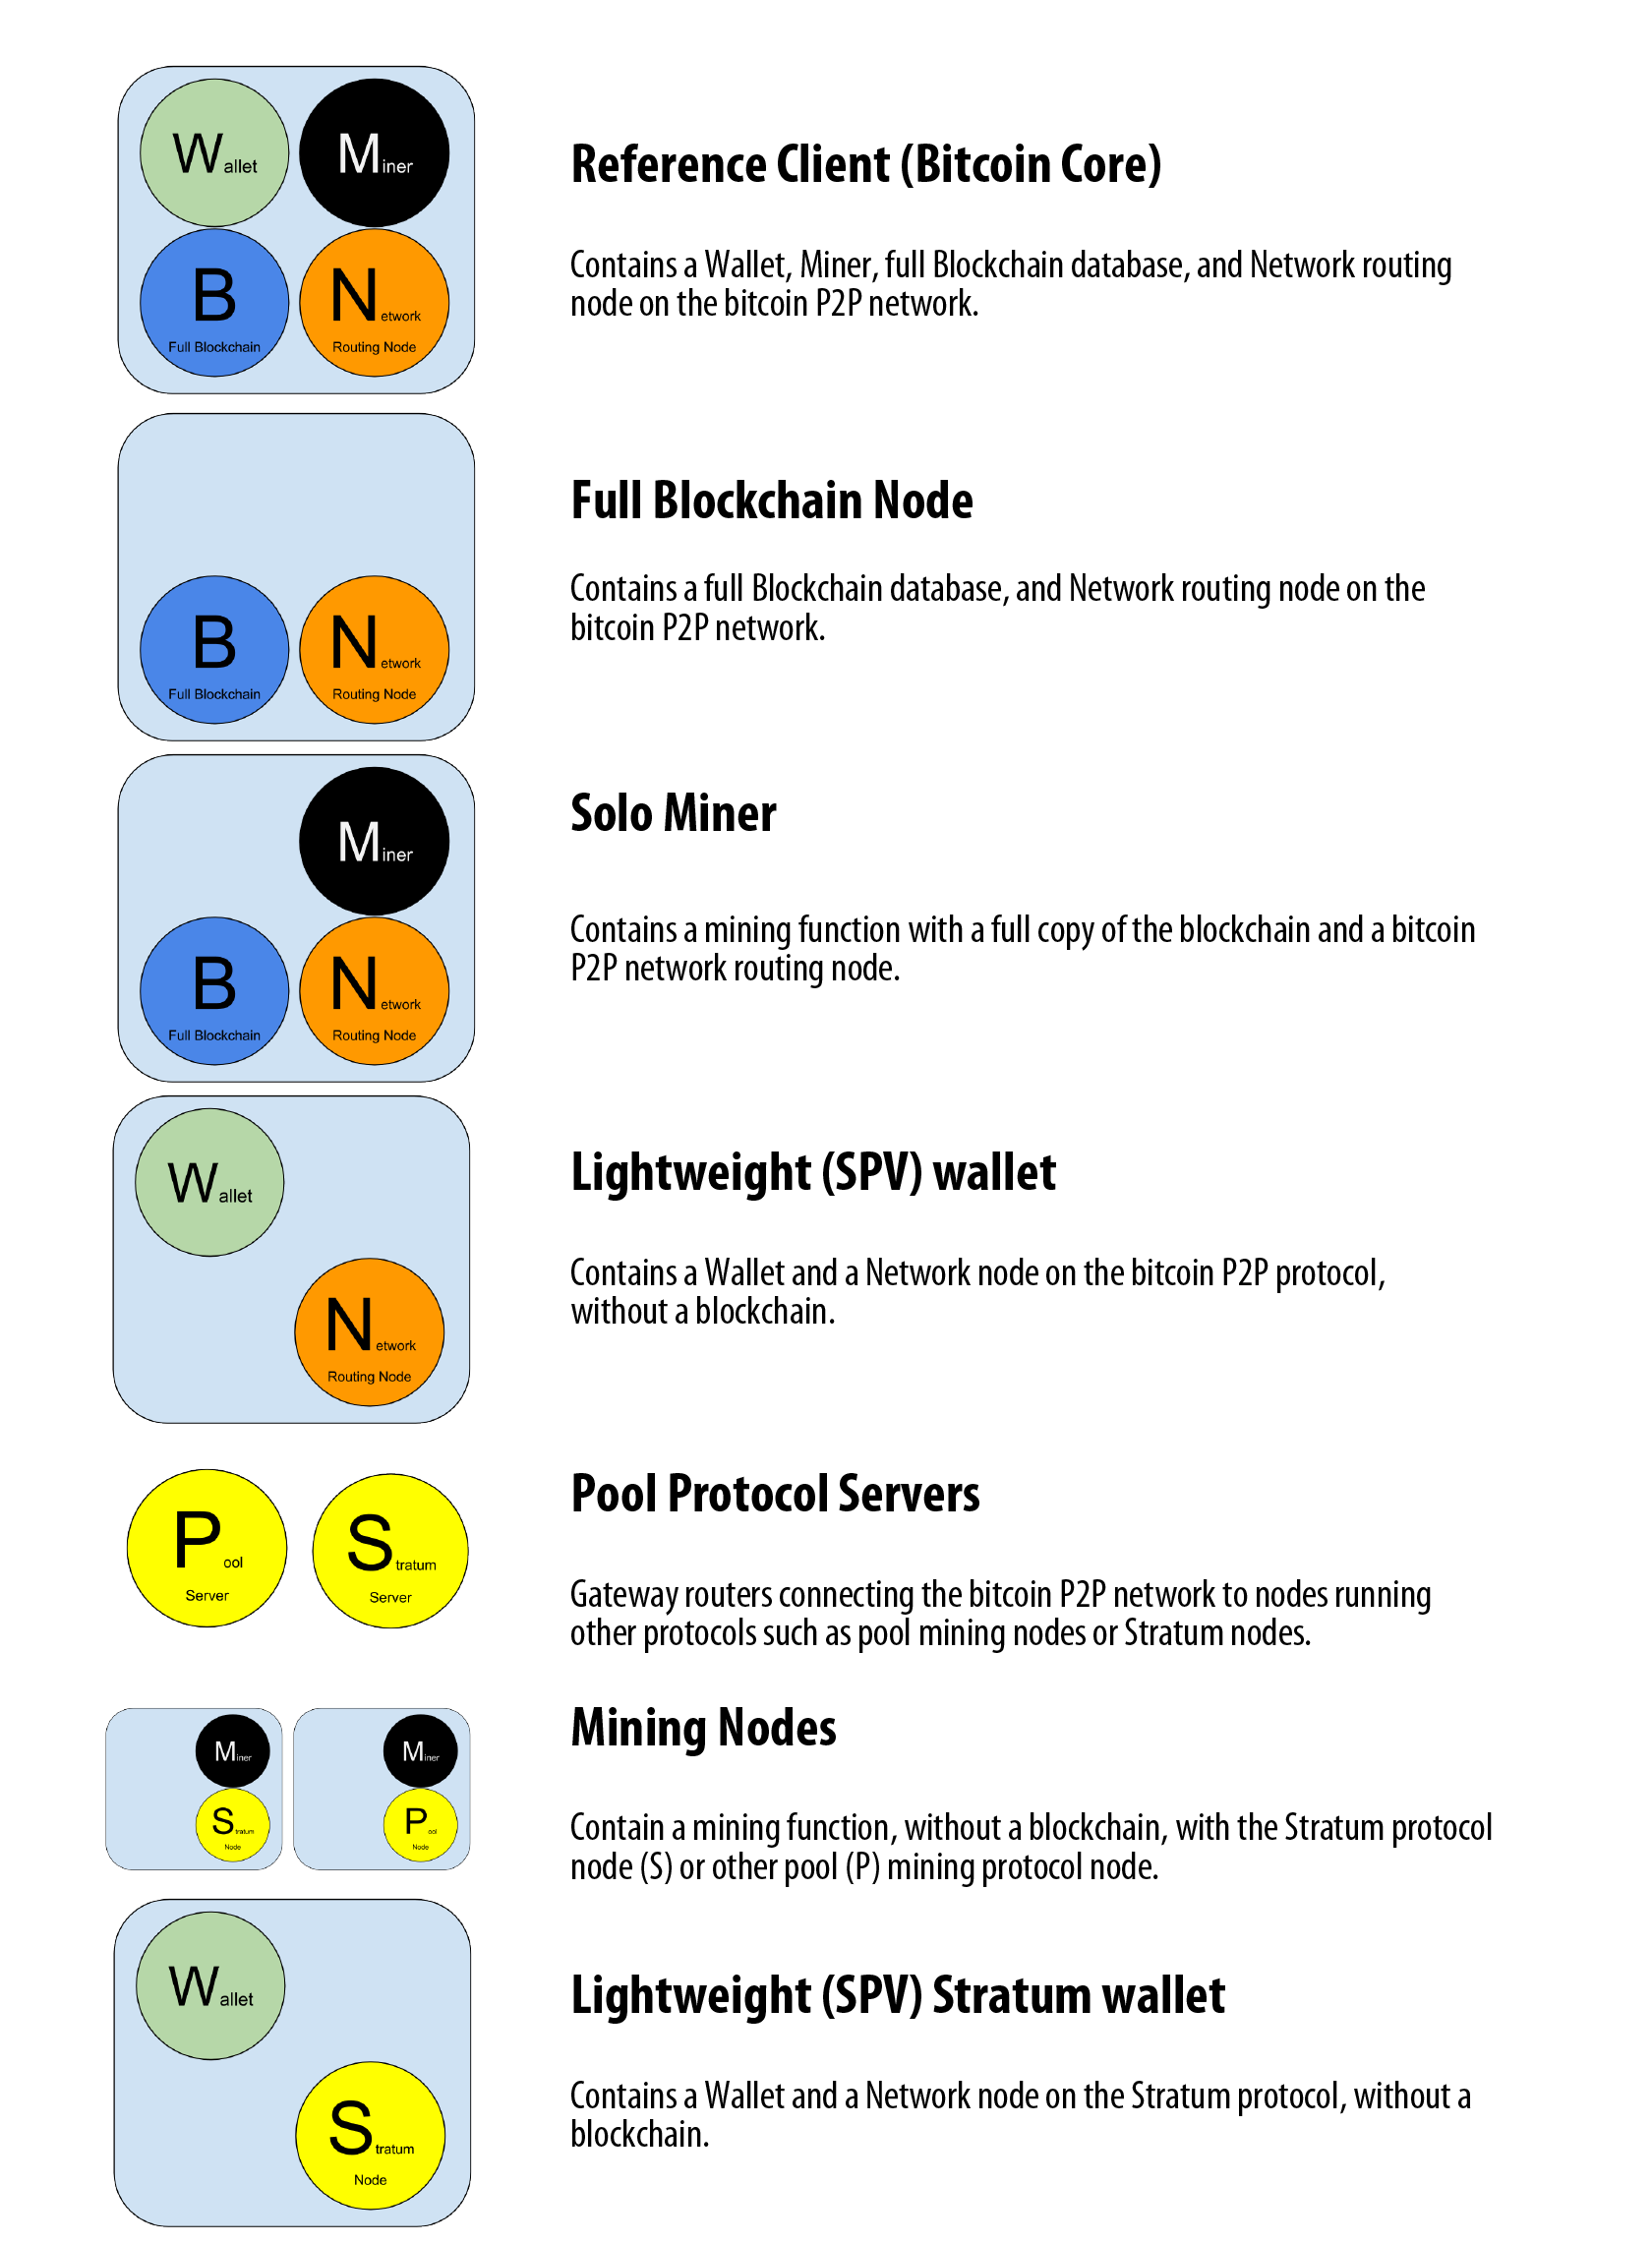 Wallet
Miner
B
Full Blockchain
Network
Routing Node
Reference Client (Bitcoin Core)
Contains a Wallet, Miner, full Blockchain database, and Network routing
node on the bitcoin P2P network.
B
Full Blockchain
Network
Routing Node
Full Blockchain Node
Contains a full Blockchain database, and Network routing node on the
bitcoin P2P network.
Miner
B
Full Blockchain
Network
Routing Node
Solo Miner
Contains a mining function with a full copy of the blockchain and a bitcoin
P2P network routing node.
Wallet
Network
Routing Node
Lightweight (SPV) wallet
Contains a Wallet and a Network node on the bitcoin P2P protocol,
without a blockchain.
Pool
Server
Stratum
Server
Pool Protocol Servers
Gateway routers connecting the bitcoin P2P network to nodes running
other protocols such as pool mining nodes or Stratum nodes.
Miner
Stratum
Node
Miner
Pool
Node
Mining Nodes
Contain a mining function, without a blockchain, with the Stratum protocol
node (S) or other pool (P) mining protocol node.
Wallet
Stratum
Node
Lightweight (SPV) Stratum wallet
Contains a Wallet and a Network node on the Stratum protocol, without a
blockchain.